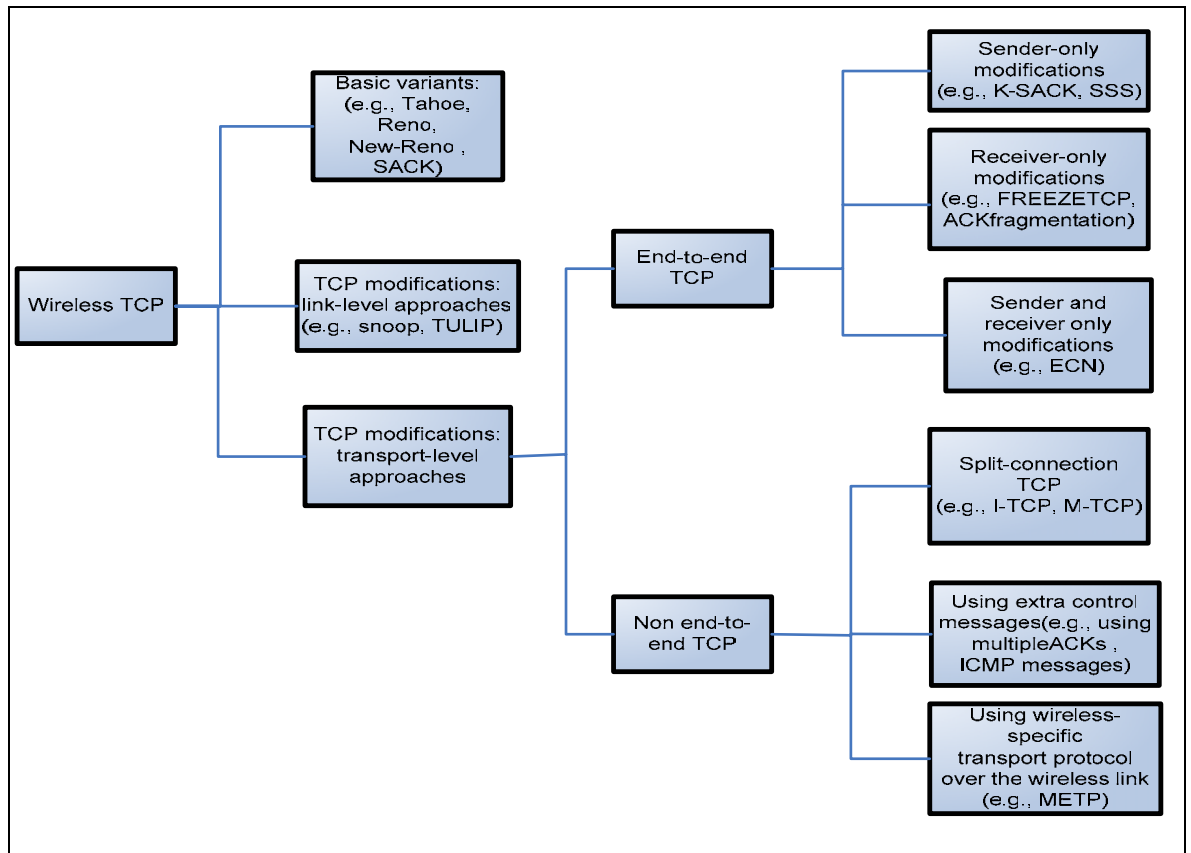 Wireless TCP
Basic variants:
(e.g., Tahoe,
Reno,
New-Reno ,
SACK)
TCP modifications:
link-level approaches
(e.g., snoop, TULIP)
TCP modifications:
transport-level
approaches
End-to-end
TCP
Non end-to-
end TCP
Sender-only
modifications
(e.g., K-SACK, SSS)
Receiver-only
modifications
(e.g., FREEZETCP,
ACKfragmentation)
Sender and
receiver only
modifications
(e.g., ECN)
Split-connection
TCP
(e.g., I-TCP, M-TCP)
Using extra control
messages(e.g., using
multipleACKs ,
ICMP messages)
Using wireless-
specific
transport protocol
over the wireless link
(e.g., METP)